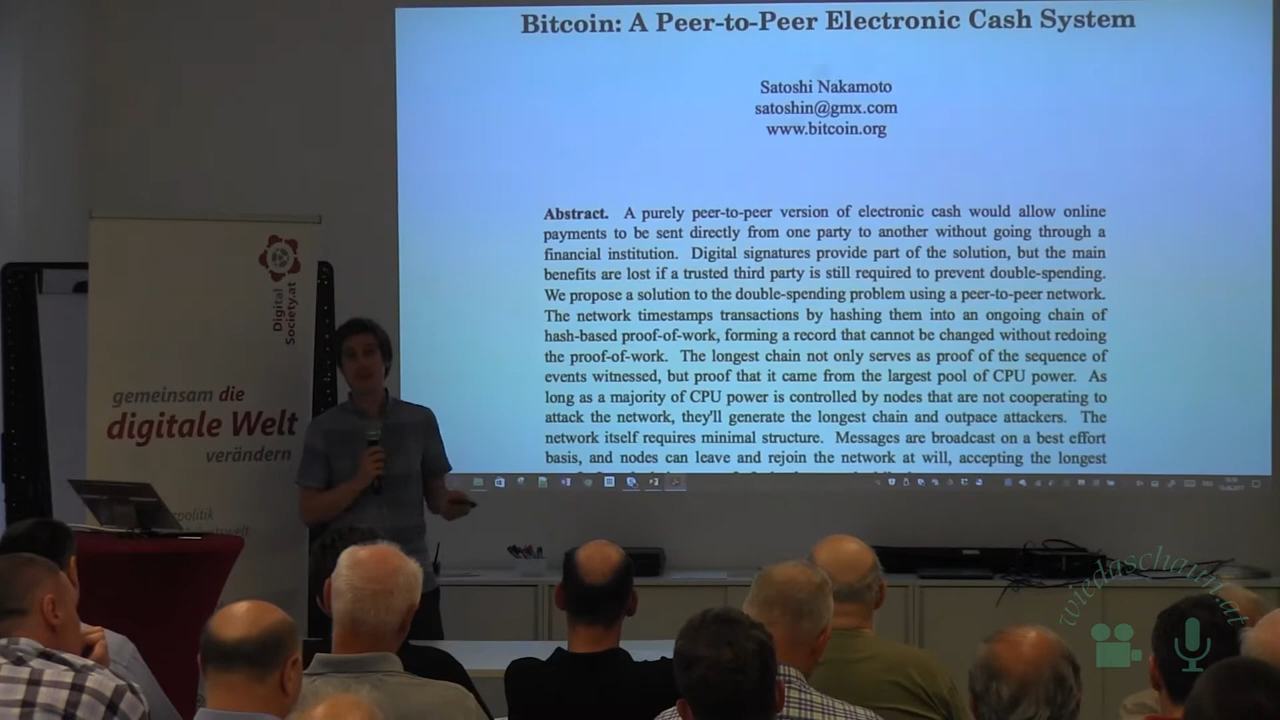 Bitcoin: A Peer-to-Peer Electronic Cash System
Satoshi Nakamoto
satoshin@gmx.com
www.bitcoin.org
Abstract. A purely peer-to-peer version of electronic cash would allow online
payments to be sent directly from one party to another without going through a
financial institution. Digital signatures provide part of the solution, but the main
benefits are lost if a trusted third party is still required to prevent double-spending.
We propose a solution to the double-spending problem using a peer-to-peer network.
The network timestamps transactions by hashing them into an ongoing chain of
hash-based proof-of-work, forming a record that cannot be changed without redoing
the proof-of-work. The longest chain not only serves as proof of the sequence of
events witnessed, but proof that it came from the largest pool of CPU power. As
long as a majority of CPU power is controlled by nodes that are not cooperating to
attack the network, they'll generate the longest chain and outpace attackers. The
network itself requires minimal structure. Messages are broadcast on a best effort
basis, and nodes can leave and rejoin the network at will, accepting the longest
Digital
Society.at
gemeinsam die
digitale Welt
verändern
wiedaschaun.at